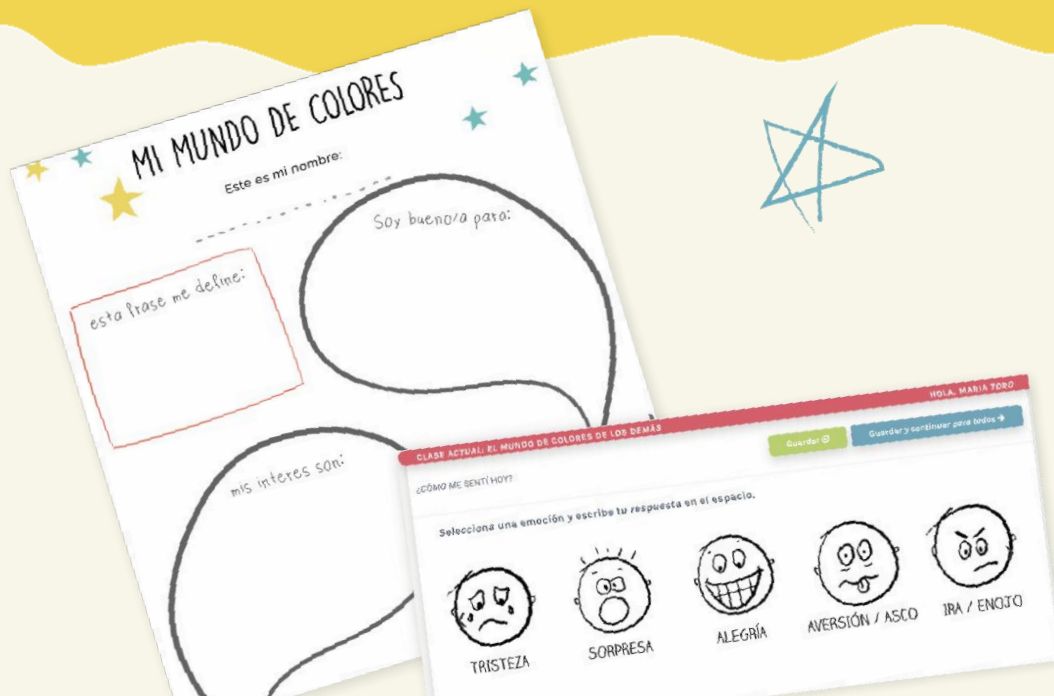 MI MUNDO DE COLORES
Este es mi nombre:
Soy bueno/a para:
esta frase me define:
mis interes son:
CLASE ACTUAL: EL MUNDO DE COLORES DE LOS DEMÁS
HOLA, MARIA TORO
Guardar
Guardar y continuar para todos →
¿CÓMO ME SENTÍ HOY?
Selecciona una emoción y escribe tu respuesta en el espacio.
TRISTEZA
SORPRESA
ALEGRÍA
AVERSIÓN / ASCO
IRA / ENOJO